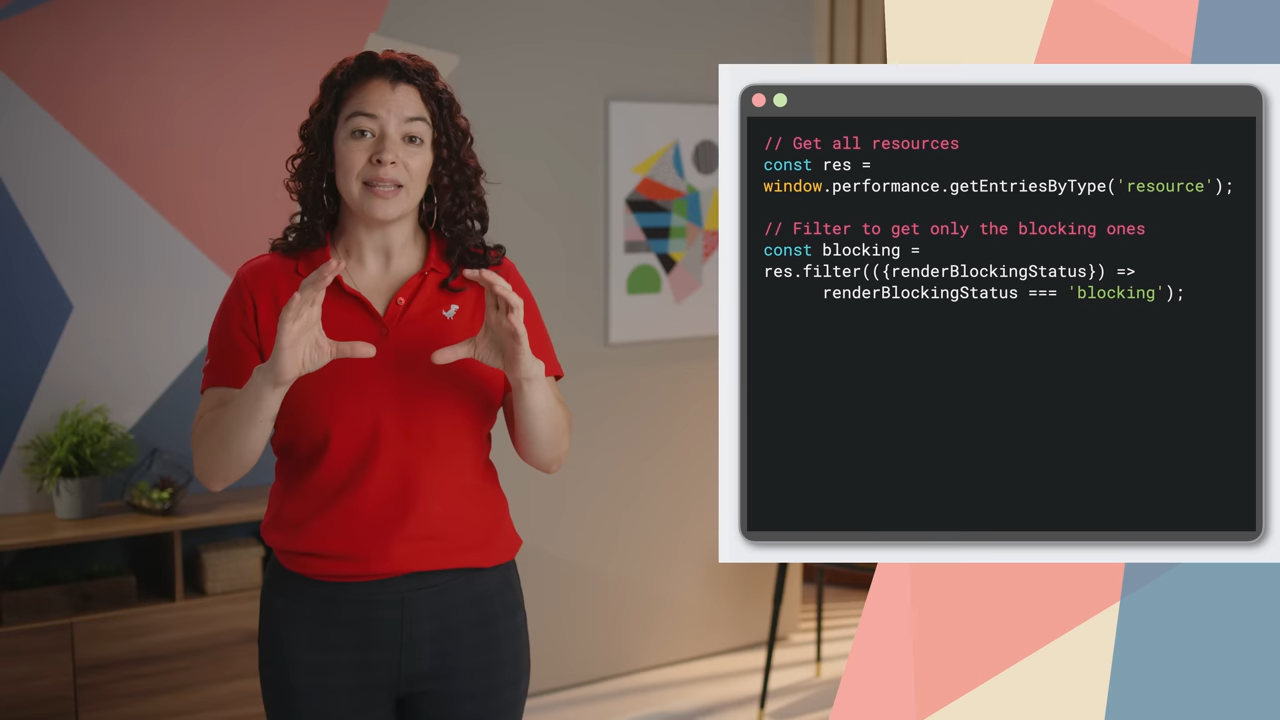 // Get all resources
const res =
window.performance.getEntriesByType('resource');
// Filter to get only the blocking ones
const blocking =
res.filter(({renderBlockingStatus}) =>
renderBlockingStatus === 'blocking');